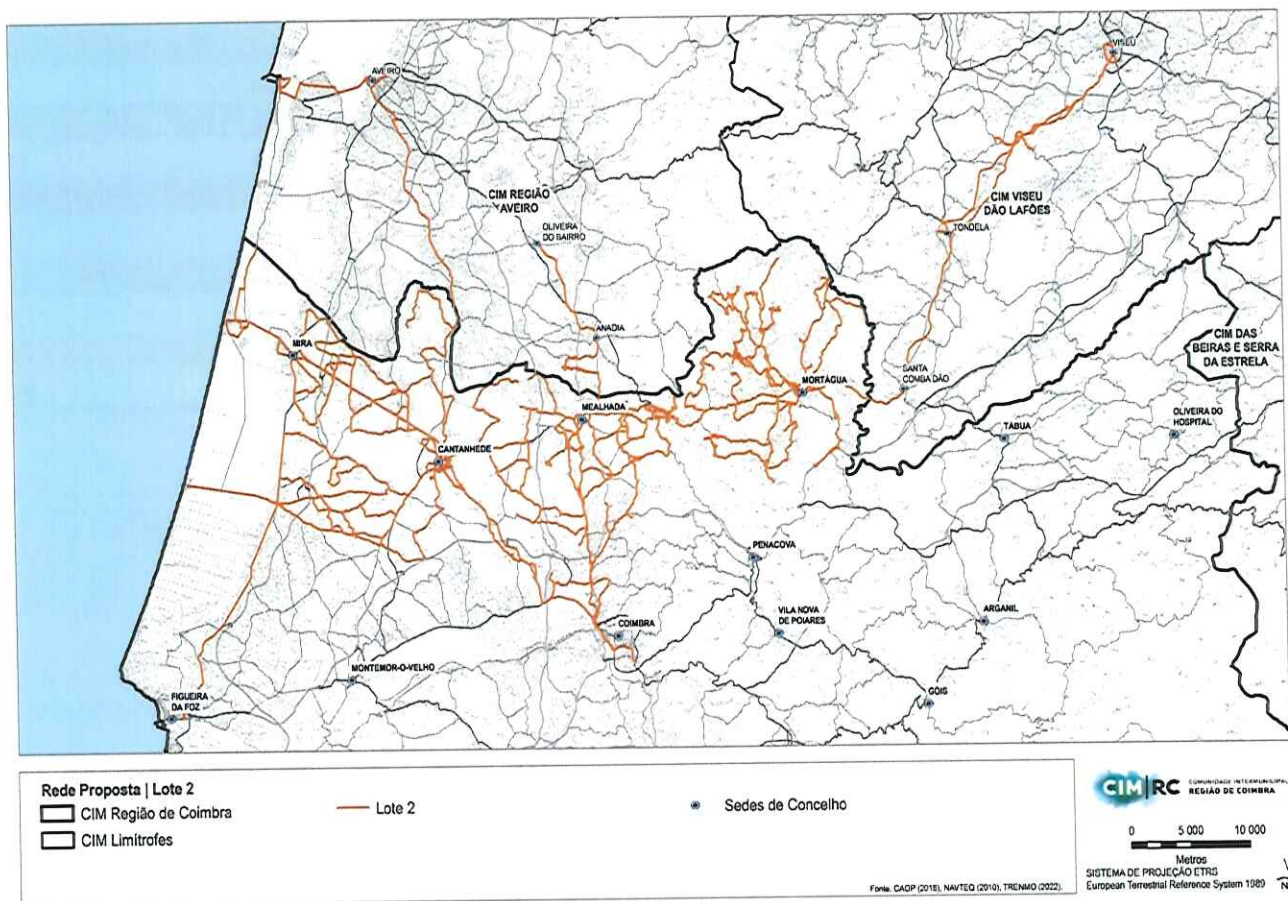 VISEU
AVEIRO
CIM REGIÃO
AVEIRO
CIM VISEU
DÃO LAFÕES
OLIVEIRA
DO BAIRRO
TONDELA
ANADIA
MIRA
CIM DAS
BEIRAS E SERRA
DA ESTRELA
SANTA
COMBA DÃO
MORTÁGUA
MEALHADA
OLIVEIRA DO
HOSPITAL
TÁBUA
CANTANHEDE
PENACOVA
VILA NOVA
DE POIARES
ARGANIL
COIMBRA
MONTEMOR-O-VELHO
GÓIS
FIGUEIRA
DA FOZ
Rede Proposta | Lote 2
CIM Região de Coimbra
CIM Limítrofes
Lote 2
Sedes de Concelho
CIM|RC COMUNIDADE INTERMUNICIPAL
REGIÃO DE COIMBRA
0 5 000 10 000
Metros
SISTEMA DE PROJEÇÃO ETRS
European Terrestrial Reference System 1989
N
Fonte, CAOP (2015), NAVTEQ (2010), TRENMO (2022).